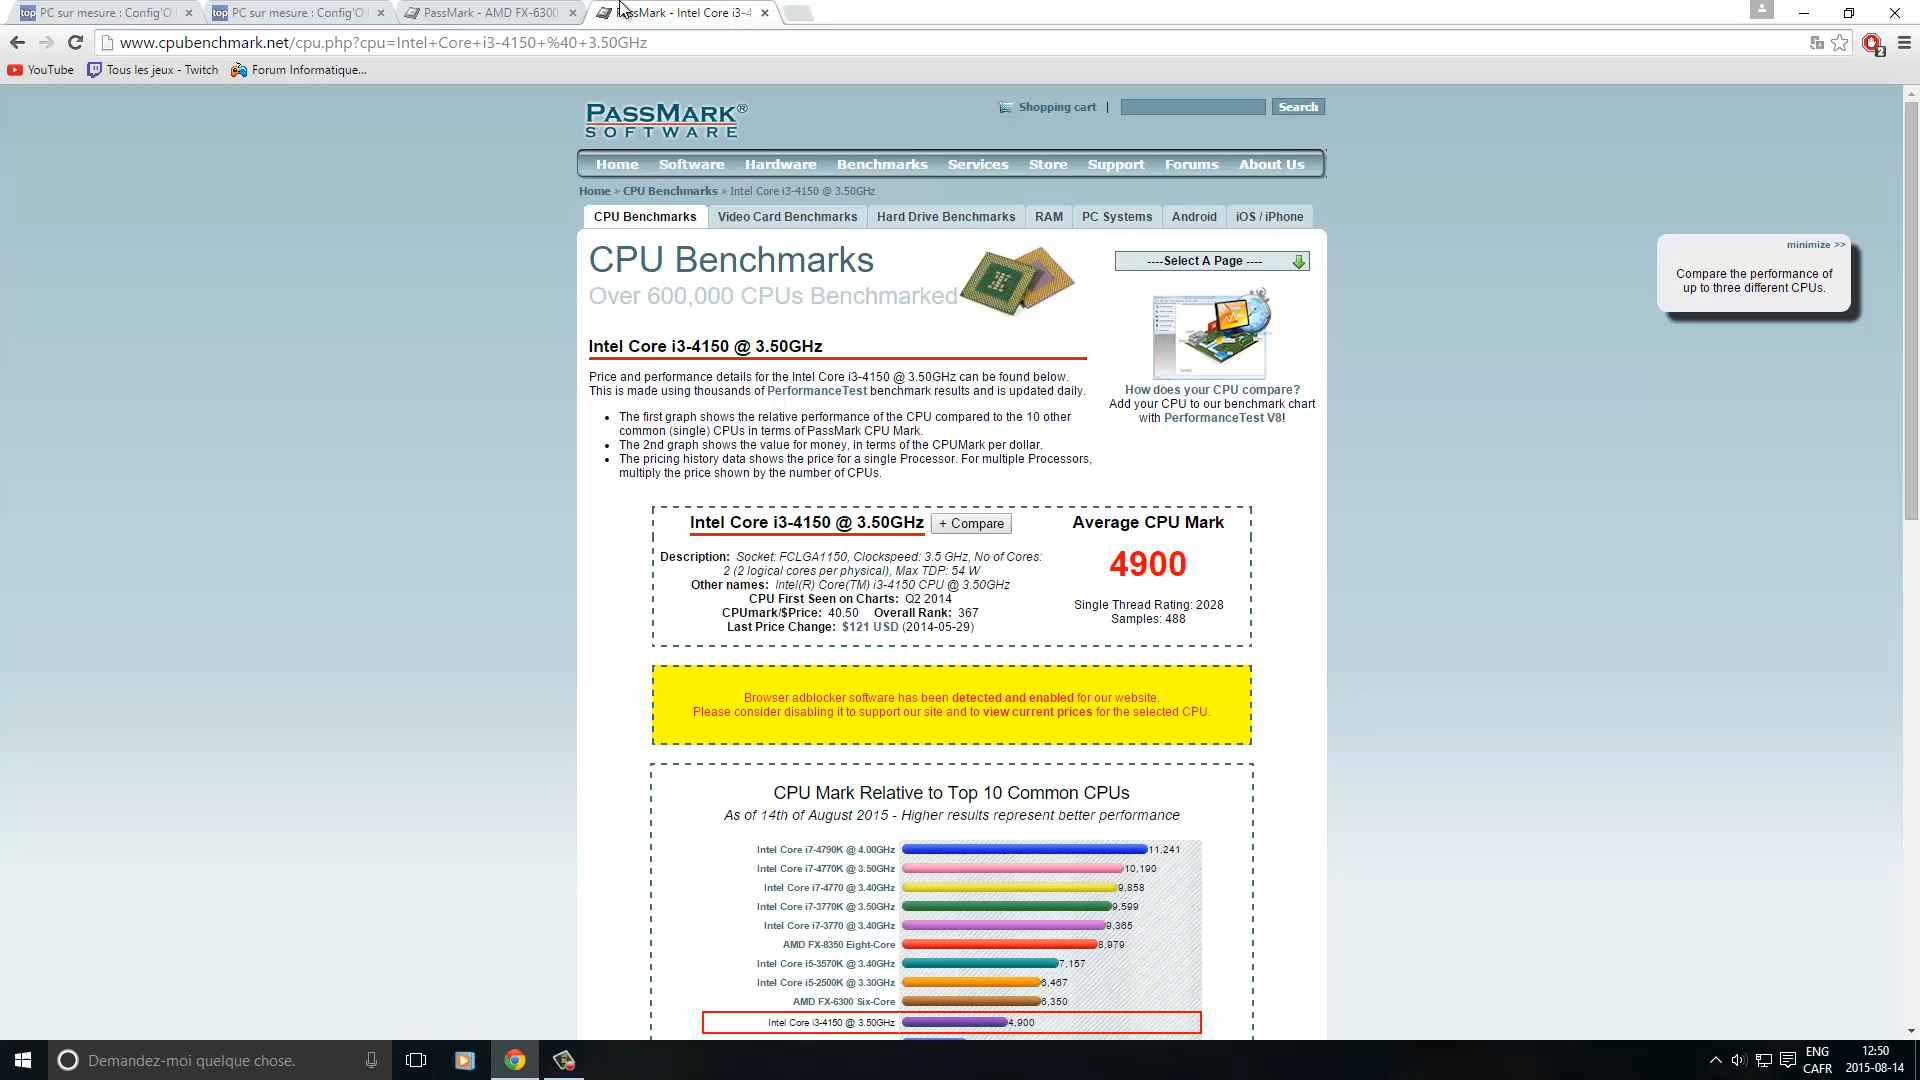 PC sur mesure : Config'O
PC sur mesure : Config'O
PassMark - AMD FX-6300
PassMark - Intel Core i3-4
www.cpubenchmark.net/cpu.php?cpu=Intel+Core+i3-4150+%40+3.50GHz
2
YouTube
Tous les jeux - Twitch
Forum Informatique...
PASSMARK®
SOFTWARE
Shopping cart |
Search
Home Software Hardware Benchmarks Services Store Support Forums About Us
Home » CPU Benchmarks » Intel Core i3-4150 @ 3.50GHz
CPU Benchmarks Video Card Benchmarks Hard Drive Benchmarks RAM PC Systems Android iOS / iPhone
CPU Benchmarks
Over 600,000 CPUs Benchmarked
----Select A Page ----
minimize >>
Compare the performance of
up to three different CPUs.
Intel Core i3-4150 @ 3.50GHz
Price and performance details for the Intel Core i3-4150 @ 3.50GHz can be found below.
This is made using thousands of PerformanceTest benchmark results and is updated daily.
The first graph shows the relative performance of the CPU compared to the 10 other
common (single) CPUs in terms of PassMark CPU Mark.
The 2nd graph shows the value for money, in terms of the CPUMark per dollar.
The pricing history data shows the price for a single Processor. For multiple Processors,
multiply the price shown by the number of CPUs.
How does your CPU compare?
Add your CPU to our benchmark chart
with PerformanceTest V8!
Intel Core i3-4150 @ 3.50GHz + Compare
Description: Socket: FCLGA1150, Clockspeed: 3.5 GHz, No of Cores:
2 (2 logical cores per physical), Max TDP: 54 W
Other names: Intel(R) Core(TM) i3-4150 CPU @ 3.50GHz
CPU First Seen on Charts: Q2 2014
CPUmark/$Price: 40.50 Overall Rank: 367
Last Price Change: $121 USD (2014-05-29)
Average CPU Mark
4900
Single Thread Rating: 2028
Samples: 488
Browser adblocker software has been detected and enabled for our website.
Please consider disabling it to support our site and to view current prices for the selected CPU.
CPU Mark Relative to Top 10 Common CPUs
As of 14th of August 2015 - Higher results represent better performance
Intel Core i7-4790K @ 4.00GHz 11,241
Intel Core i7-4770K @ 3.50GHz 10,190
Intel Core i7-4770 @ 3.40GHz 9,858
Intel Core i7-3770K @ 3.50GHz 9,599
Intel Core i7-3770 @ 3.40GHz 9,365
AMD FX-8350 Eight-Core 8,979
Intel Core i5-3570K @ 3.40GHz 7,157
Intel Core i5-2500K @ 3.30GHz 6,467
AMD FX-6300 Six-Core 6,350
Intel Core i3-4150 @ 3.50GHz 4,900
Demandez-moi quelque chose.
ENG
CAFR
12:50
2015-08-14